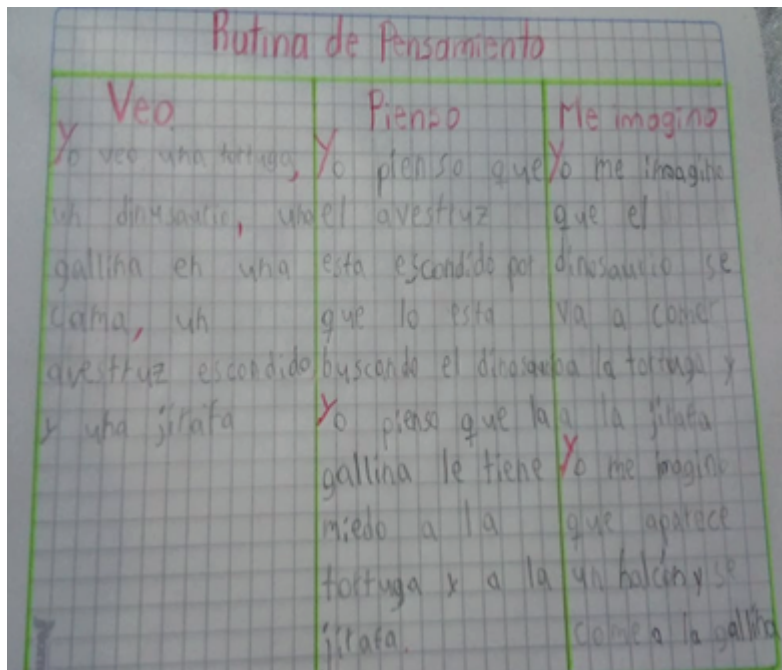 Rutina de Pensamiento
Veo
Yo veo una tortuga,
un dinosaurio, una
gallina en una
cama, un
avestruz escondido
y una jirafa
Pienso
Yo pienso que
el avestruz
esta escondido por
que lo esta
buscando el dinosaurio
Yo pienso que la
gallina le tiene
miedo a la
tortuga y a la
jirafa.
Me imagino
Yo me imagino
que el
dinosaurio se
va a comer
a la tortuga y
a la jirafa
Yo me imagino
que aparece
un halcón y se
come a la gallina